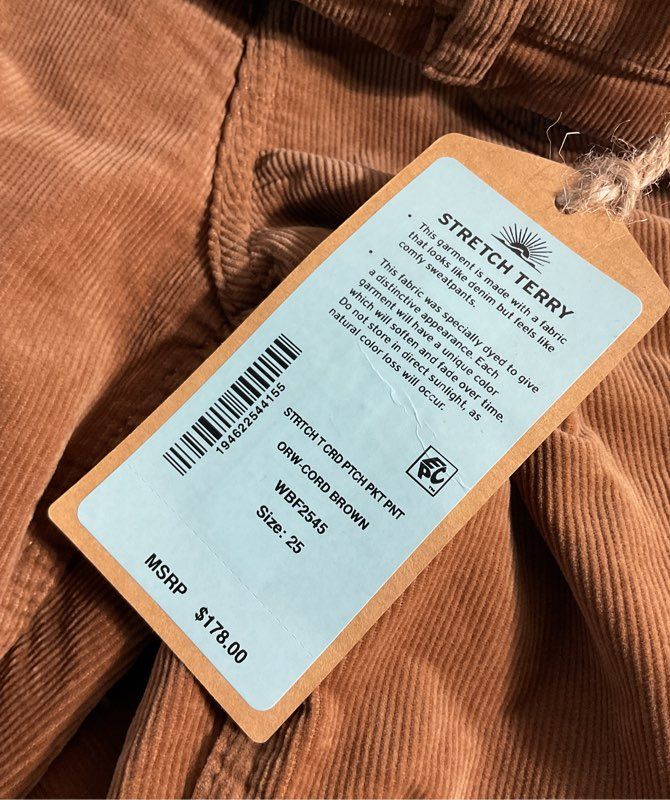 STRETCH TERRY
• This garment is made with a fabric
that looks like denim but feels like
comfy sweatpants.
• This fabric was specially dyed to give
a distinctive appearance. Each
garment will have a unique color
which will soften and fade over time.
Do not store in direct sunlight, as
natural color loss will occur.
194622544155
STRTCH T CRD PTCH PKT PNT
ORW-CORD BROWN
WBF2545
Size: 25
EPC
MSRP $178.00